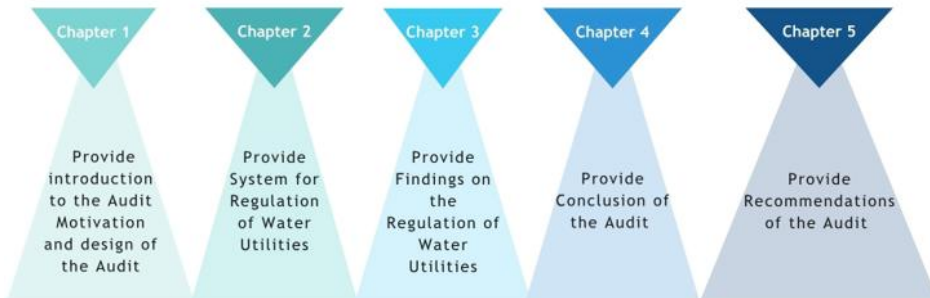 Chapter 1
Provide
introduction
to the Audit
Motivation
and design of
the Audit
Chapter 2
Provide
System for
Regulation
of Water
Utilities
Chapter 3
Provide
Findings on
the
Regulation of
Water
Utilities
Chapter 4
Provide
Conclusion of
the Audit
Chapter 5
Provide
Recommendations
of the Audit